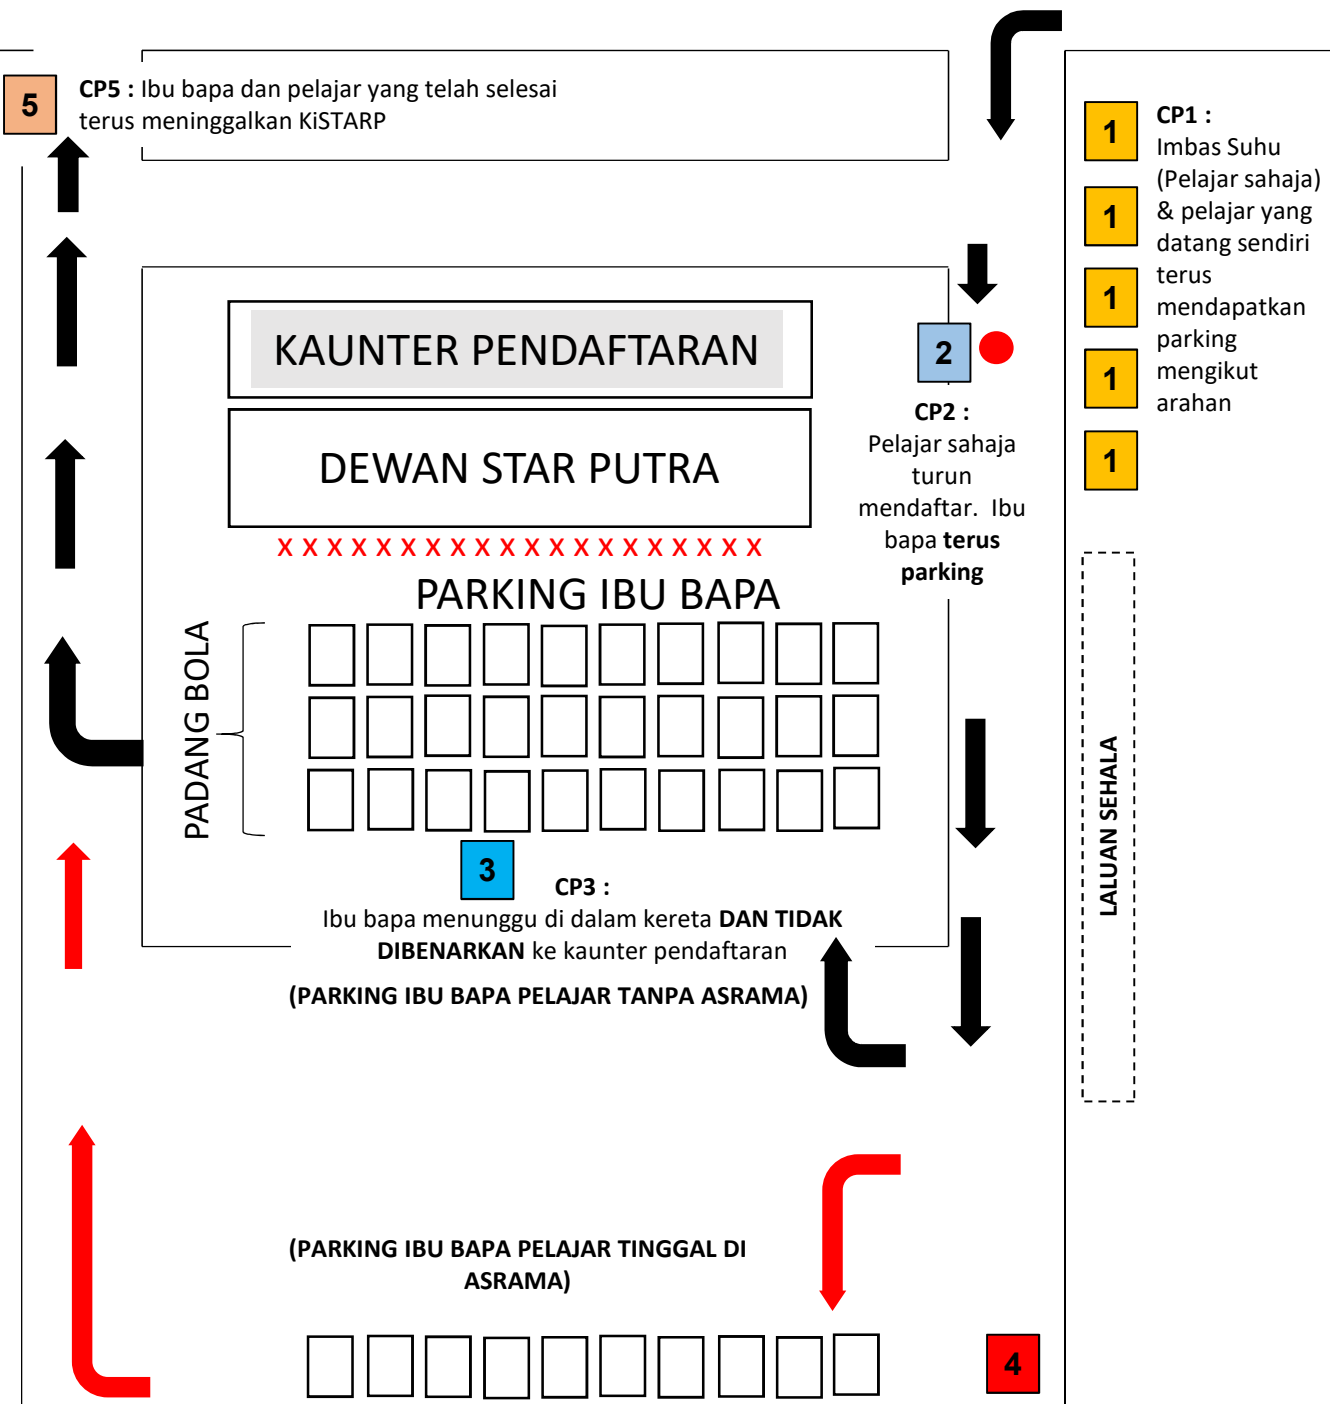 5
CP5 : Ibu bapa dan pelajar yang telah selesai
terus meninggalkan KiSTARP
1
1
1
1
1
CP1 :
Imbas Suhu
(Pelajar sahaja)
& pelajar yang
datang sendiri
terus
mendapatkan
parking
mengikut
arahan
KAUNTER PENDAFTARAN
DEWAN STAR PUTRA
2
CP2 :
Pelajar sahaja
turun
mendaftar. Ibu
bapa terus
parking
X X X X X X X X X X X X X X X X X X X X
PARKING IBU BAPA
PADANG BOLA
LALUAN SEHALA
3
CP3 :
Ibu bapa menunggu di dalam kereta DAN TIDAK
DIBENARKAN ke kaunter pendaftaran
(PARKING IBU BAPA PELAJAR TANPA ASRAMA)
(PARKING IBU BAPA PELAJAR TINGGAL DI
ASRAMA)
4